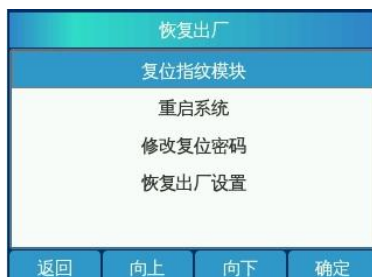 恢复出厂
复位指纹模块
重启系统
修改复位密码
恢复出厂设置
返回 向上 向下 确定